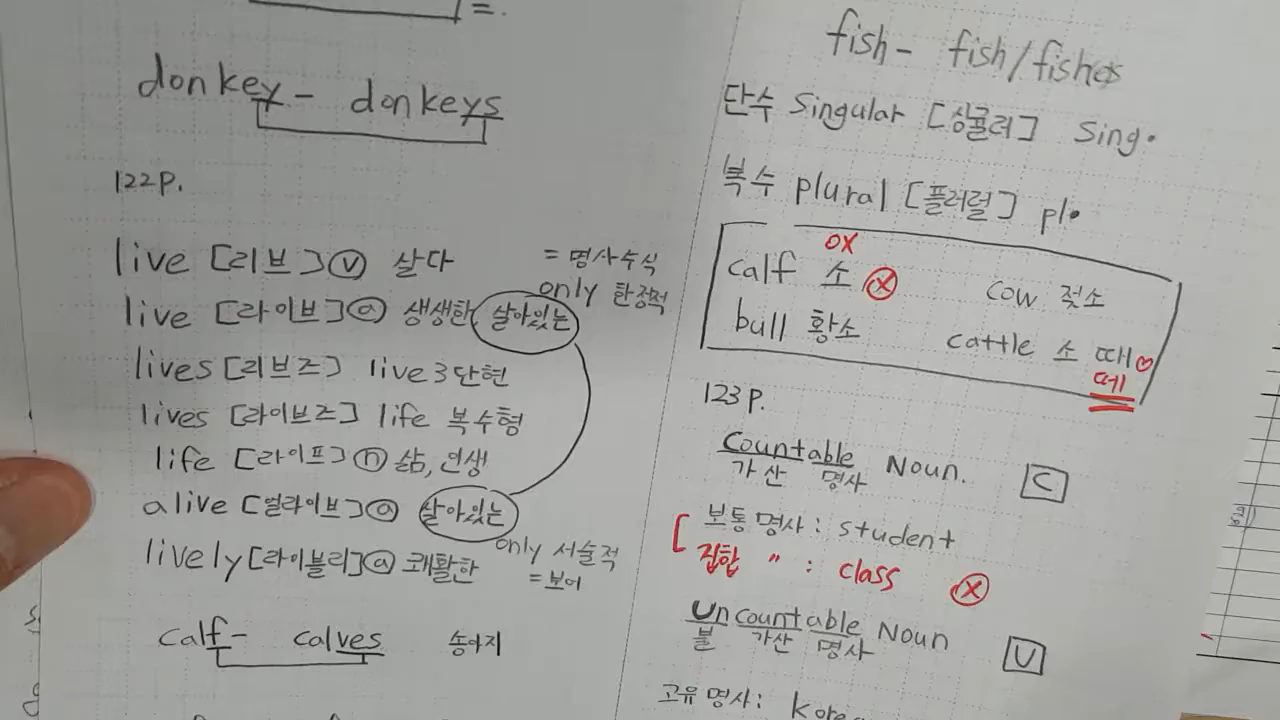 donkey - donkeys
122p.
live [리브] ⓥ 살다
= 명사수식
only 한정적
live [라이브] ⓐ 생생한 살아있는
lives [리브즈] live 3단현
lives [라이브즈] life 복수형
life [라이프] ⓝ 삶, 인생
alive [얼라이브] ⓐ 살아있는
only 서술적
= 보어
lively [라이블리] ⓐ 쾌활한
calf - calves 송아지
fish - fish/fishes
단수 Singular [싱귤러] Sing.
복수 plural [플러럴] pl.
ox
calf 소 ⓧ cow 젖소
bull 황소 cattle 소 떼
떼
123p.
Countable Noun. C
가산 명사
보통명사 : student
집합 〃 : class ⓧ
Uncountable Noun U
불 가산 명사
고유명사 :